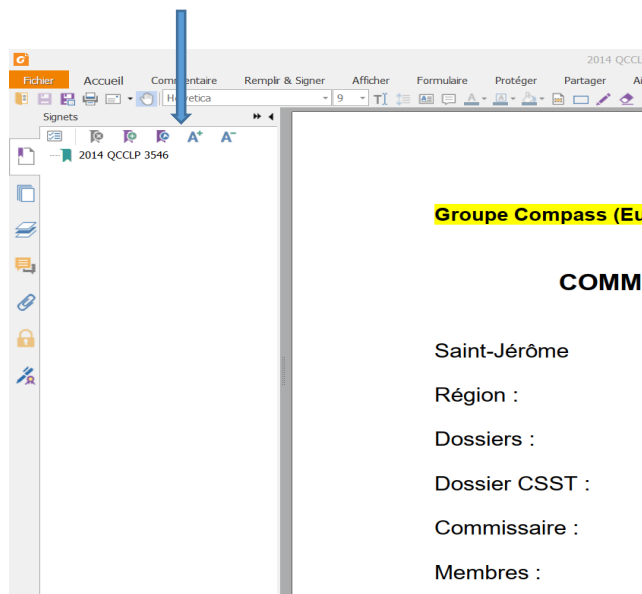 2014 QCCL
Fichier Accueil Commentaire Remplir & Signer Afficher Formulaire Protéger Partager Ai
Helvetica 9
Signets
A+ A-
2014 QCCLP 3546
Groupe Compass (Eu
COMM
Saint-Jérôme
Région :
Dossiers :
Dossier CSST :
Commissaire :
Membres :